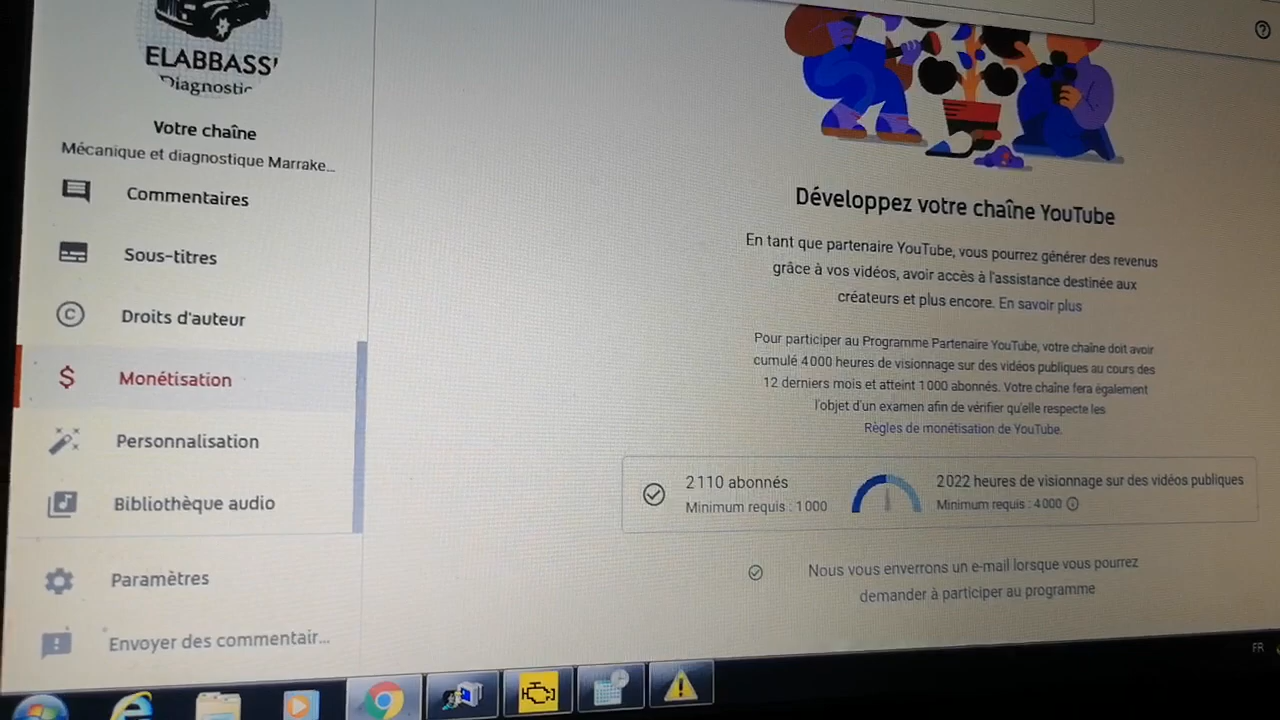 ELABBASS'
Diagnostic
Votre chaîne
Mécanique et diagnostique Marrake...
Commentaires
Sous-titres
Droits d'auteur
Monétisation
Personnalisation
Bibliothèque audio
Paramètres
Envoyer des commentair...
Développez votre chaîne YouTube
En tant que partenaire YouTube, vous pourrez générer des revenus
grâce à vos vidéos, avoir accès à l'assistance destinée aux
créateurs et plus encore. En savoir plus
Pour participer au Programme Partenaire YouTube, votre chaîne doit avoir
cumulé 4 000 heures de visionnage sur des vidéos publiques au cours des
12 derniers mois et atteint 1 000 abonnés. Votre chaîne fera également
l'objet d'un examen afin de vérifier qu'elle respecte les
Règles de monétisation de YouTube.
2 110 abonnés
Minimum requis : 1 000
2 022 heures de visionnage sur des vidéos publiques
Minimum requis : 4 000
Nous vous enverrons un e-mail lorsque vous pourrez
demander à participer au programme
FR